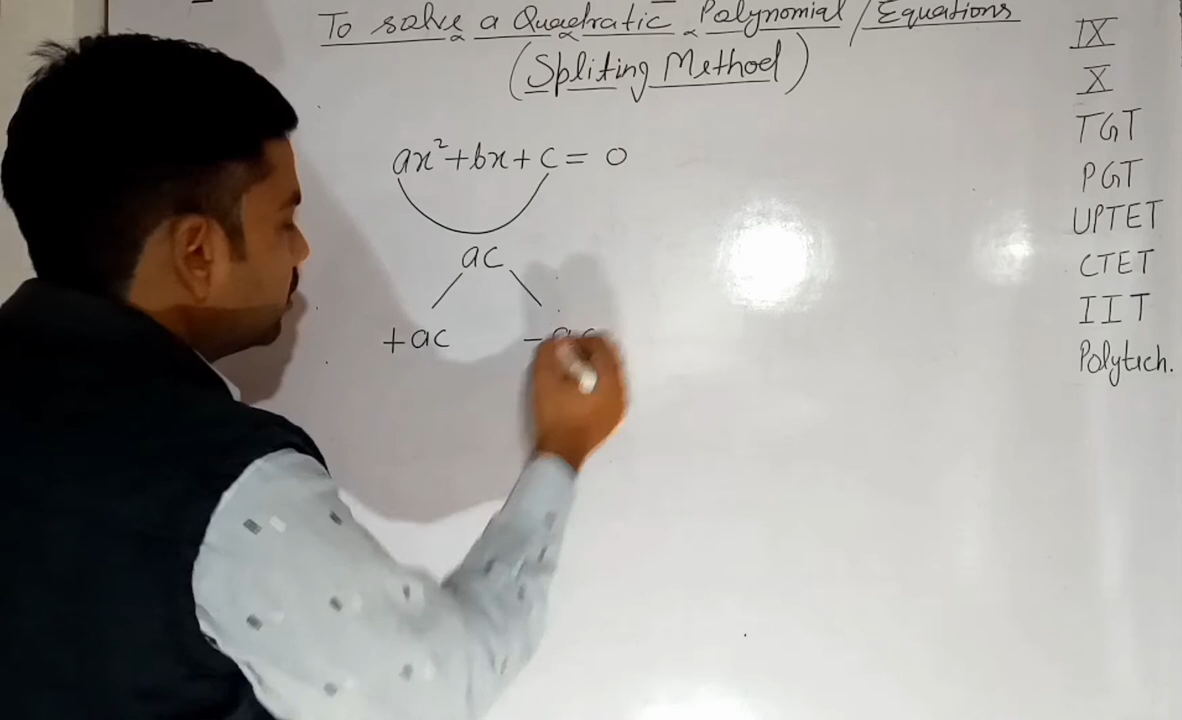 To solve a Quadratic Polynomial / Equations
(Spliting Method)
ax²+bx+c = 0
ac
+ac
-ac
IX
X
TGT
PGT
UPTET
CTET
IIT
Polytech.